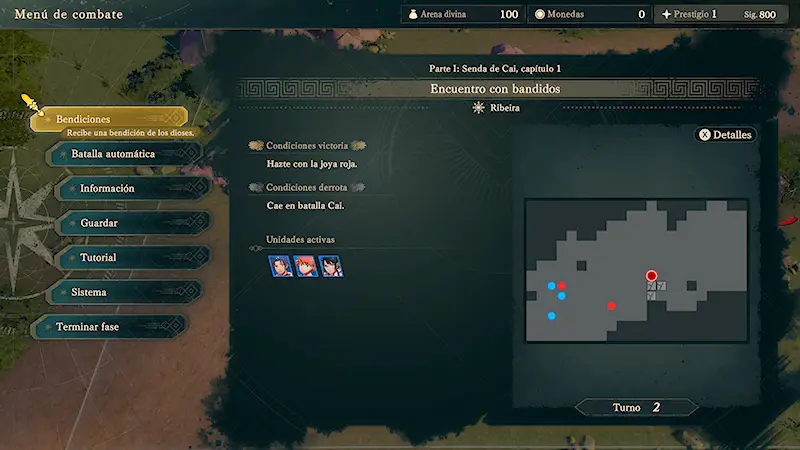 Menú de combate
Arena divina 100
Monedas 0
Prestigio 1 Sig. 800
Bendiciones
Recibe una bendición de los dioses.
Batalla automática
Información
Guardar
Tutorial
Sistema
Terminar fase
Parte I: Senda de Cai, capítulo 1
Encuentro con bandidos
Ribeira
Condiciones victoria
Hazte con la joya roja.
Condiciones derrota
Cae en batalla Cai.
Unidades activas
X Detalles
Turno 2